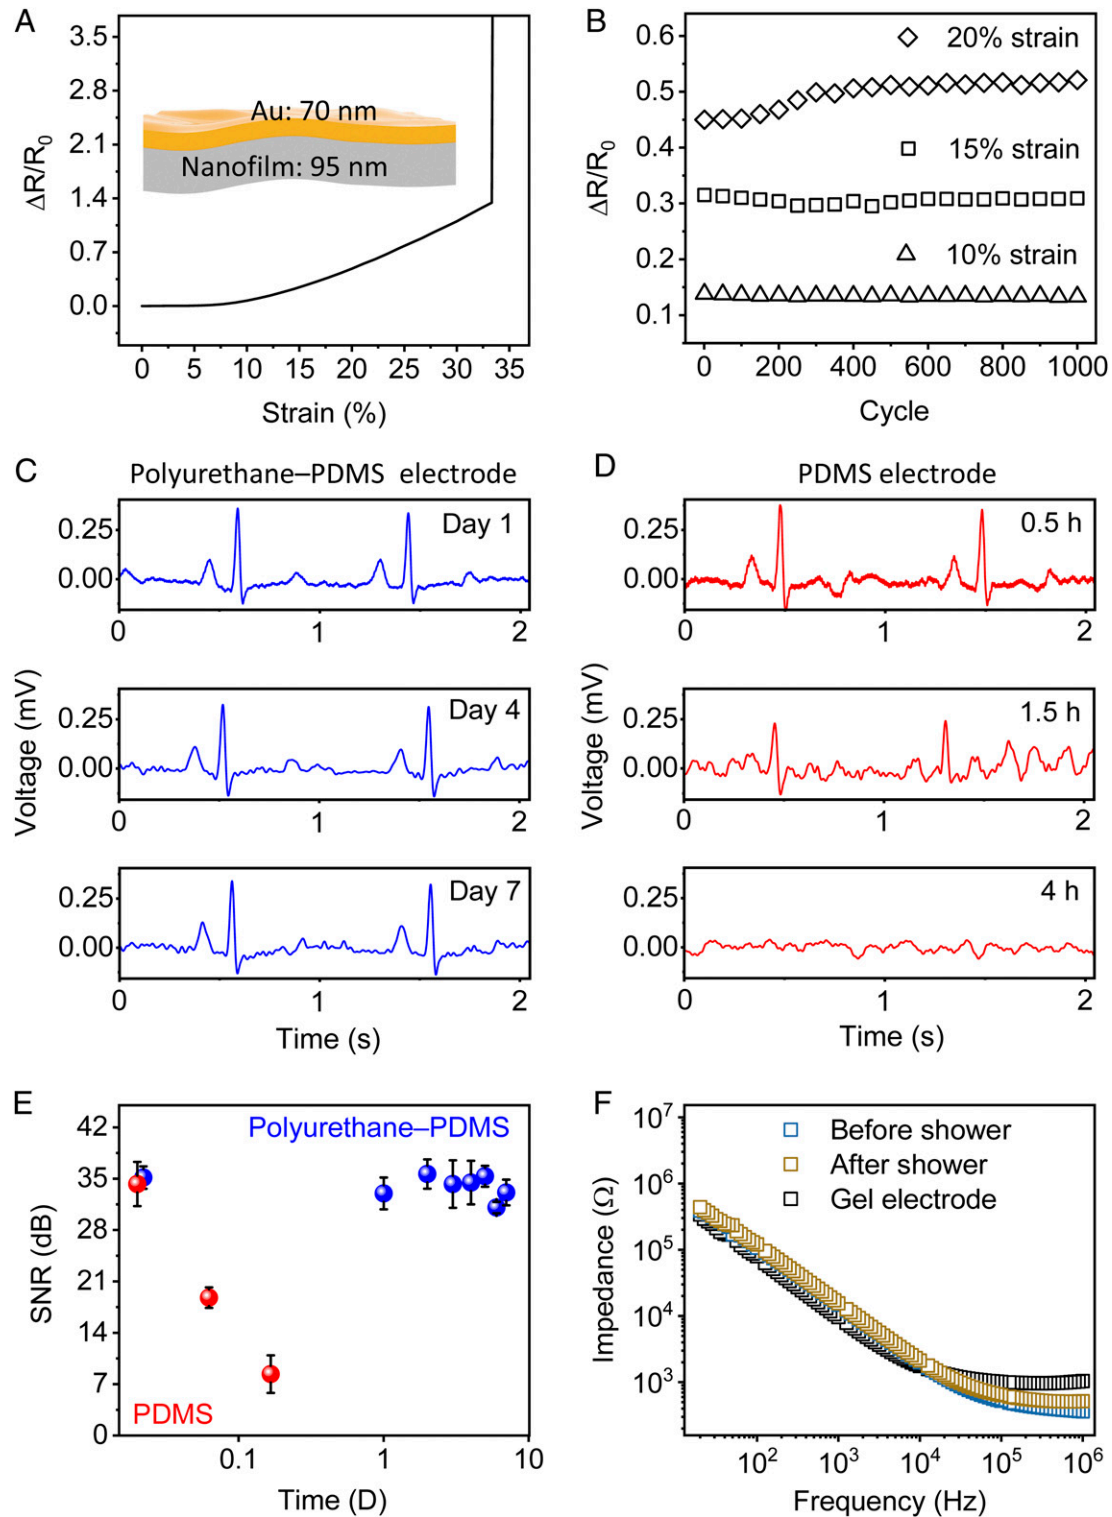 A
3.5
2.8
2.1
1.4
0.7
0.0
ΔR/R0
Au: 70 nm
Nanofilm: 95 nm
0 5 10 15 20 25 30 35
Strain (%)
B
0.6
0.5
0.4
0.3
0.2
0.1
ΔR/R0
20% strain
15% strain
10% strain
0 200 400 600 800 1000
Cycle
C
Polyurethane–PDMS electrode
Voltage (mV)
0.25
0.00
Day 1
0 1 2
0.25
0.00
Day 4
0 1 2
0.25
0.00
Day 7
0 1 2
Time (s)
D
PDMS electrode
Voltage (mV)
0.25
0.00
0.5 h
0 1 2
0.25
0.00
1.5 h
0 1 2
0.25
0.00
4 h
0 1 2
Time (s)
E
42
35
28
21
14
7
0
SNR (dB)
Polyurethane–PDMS
PDMS
0.1 1 10
Time (D)
F
10^7
10^6
10^5
10^4
10^3
Impedance (Ω)
Before shower
After shower
Gel electrode
10^2 10^3 10^4 10^5 10^6
Frequency (Hz)